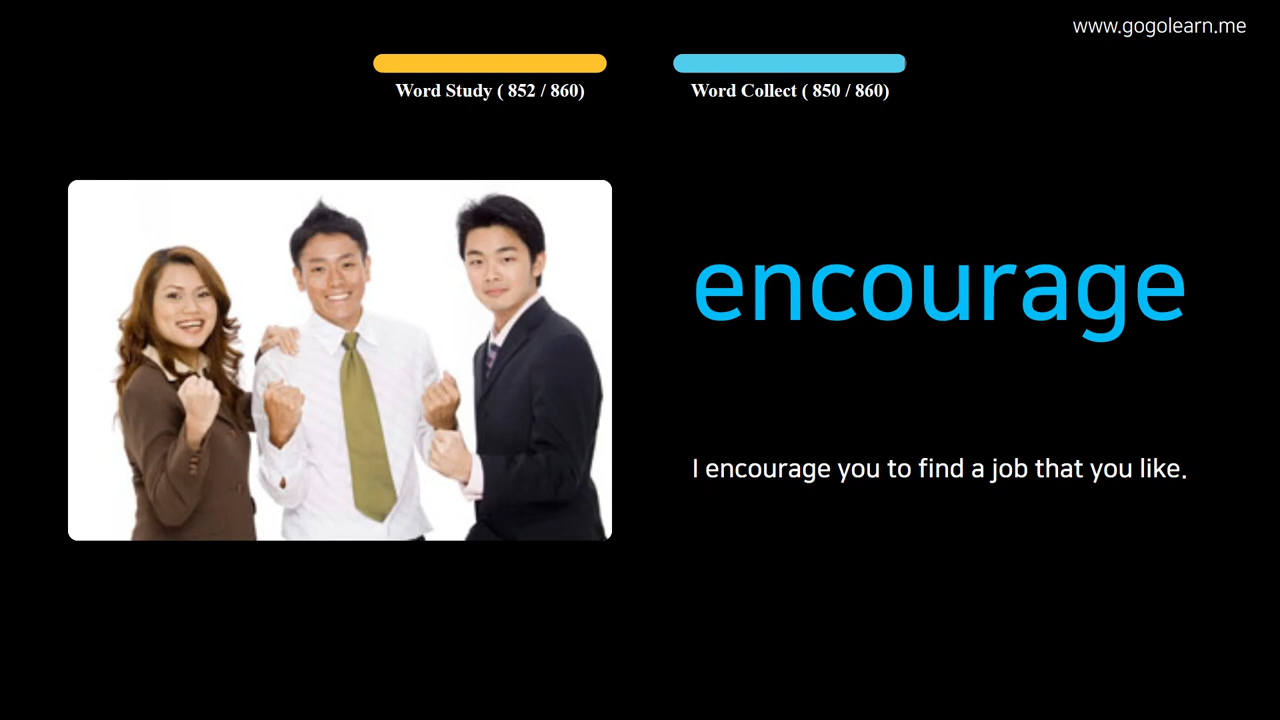 www.gogolearn.me
Word Study ( 852 / 860)
Word Collect ( 850 / 860)
encourage
I encourage you to find a job that you like.